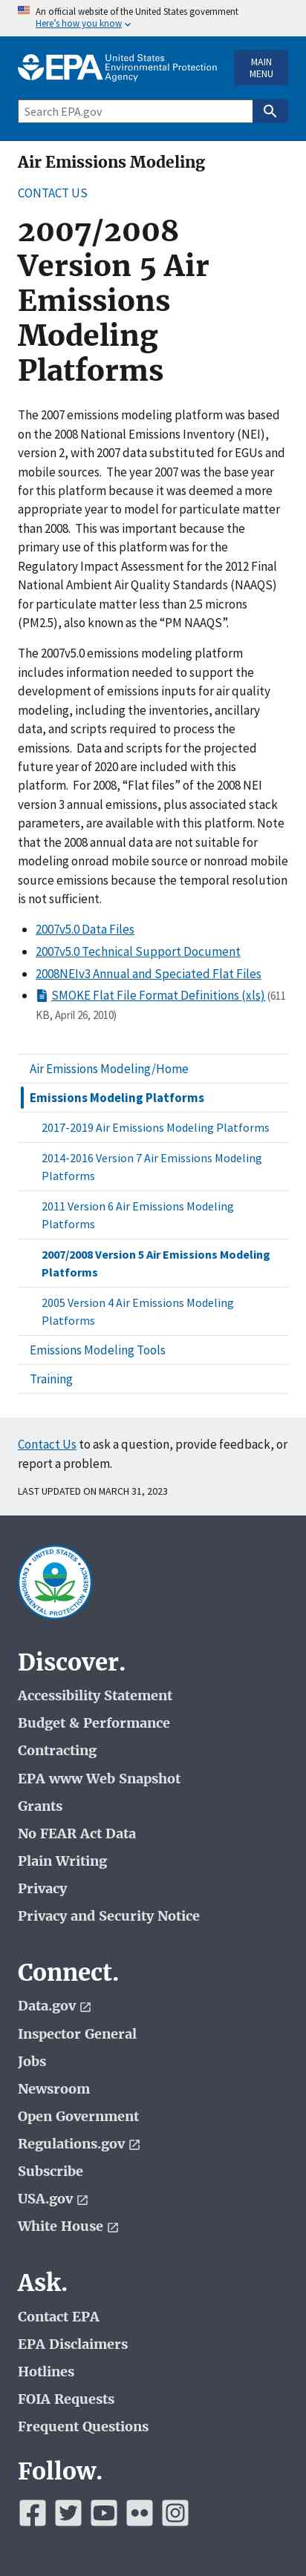 An official website of the United States government
Here's how you know
EPA United States
Environmental Protection
Agency
MAIN
MENU
Search EPA.gov
Air Emissions Modeling
CONTACT US
2007/2008
Version 5 Air
Emissions
Modeling
Platforms
The 2007 emissions modeling platform was based
on the 2008 National Emissions Inventory (NEI),
version 2, with 2007 data substituted for EGUs and
mobile sources.  The year 2007 was the base year
for this platform because it was deemed a more
appropriate year to model for particulate matter
than 2008.  This was important because the
primary use of this platform was for the
Regulatory Impact Assessment for the 2012 Final
National Ambient Air Quality Standards (NAAQS)
for particulate matter less than 2.5 microns
(PM2.5), also known as the “PM NAAQS”.
The 2007v5.0 emissions modeling platform
includes information needed to support the
development of emissions inputs for air quality
modeling, including the inventories, ancillary
data, and scripts required to process the
emissions.  Data and scripts for the projected
future year of 2020 are included with this
platform.  For 2008, “Flat files” of the 2008 NEI
version 3 annual emissions, plus associated stack
parameters, are available with this platform. Note
that the 2008 annual data are not suitable for
modeling onroad mobile source or nonroad mobile
source emissions because the temporal resolution
is not sufficient.
2007v5.0 Data Files
2007v5.0 Technical Support Document
2008NEIv3 Annual and Speciated Flat Files
SMOKE Flat File Format Definitions (xls) (611
KB, April 26, 2010)
Air Emissions Modeling/Home
Emissions Modeling Platforms
2017-2019 Air Emissions Modeling Platforms
2014-2016 Version 7 Air Emissions Modeling
Platforms
2011 Version 6 Air Emissions Modeling
Platforms
2007/2008 Version 5 Air Emissions Modeling
Platforms
2005 Version 4 Air Emissions Modeling
Platforms
Emissions Modeling Tools
Training
Contact Us to ask a question, provide feedback, or
report a problem.
LAST UPDATED ON MARCH 31, 2023
UNITED STATES
ENVIRONMENTAL PROTECTION AGENCY
Discover.
Accessibility Statement
Budget & Performance
Contracting
EPA www Web Snapshot
Grants
No FEAR Act Data
Plain Writing
Privacy
Privacy and Security Notice
Connect.
Data.gov
Inspector General
Jobs
Newsroom
Open Government
Regulations.gov
Subscribe
USA.gov
White House
Ask.
Contact EPA
EPA Disclaimers
Hotlines
FOIA Requests
Frequent Questions
Follow.